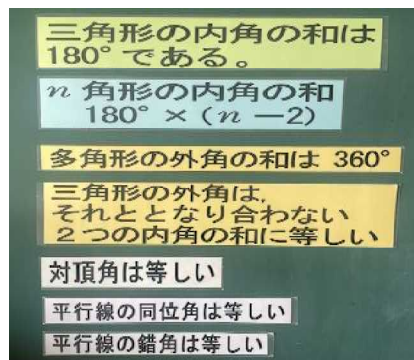 三角形の内角の和は
180°である。
n角形の内角の和
180°×(n−2)
多角形の外角の和は 360°
三角形の外角は,
それととなり合わない
2つの内角の和に等しい
対頂角は等しい
平行線の同位角は等しい
平行線の錯角は等しい